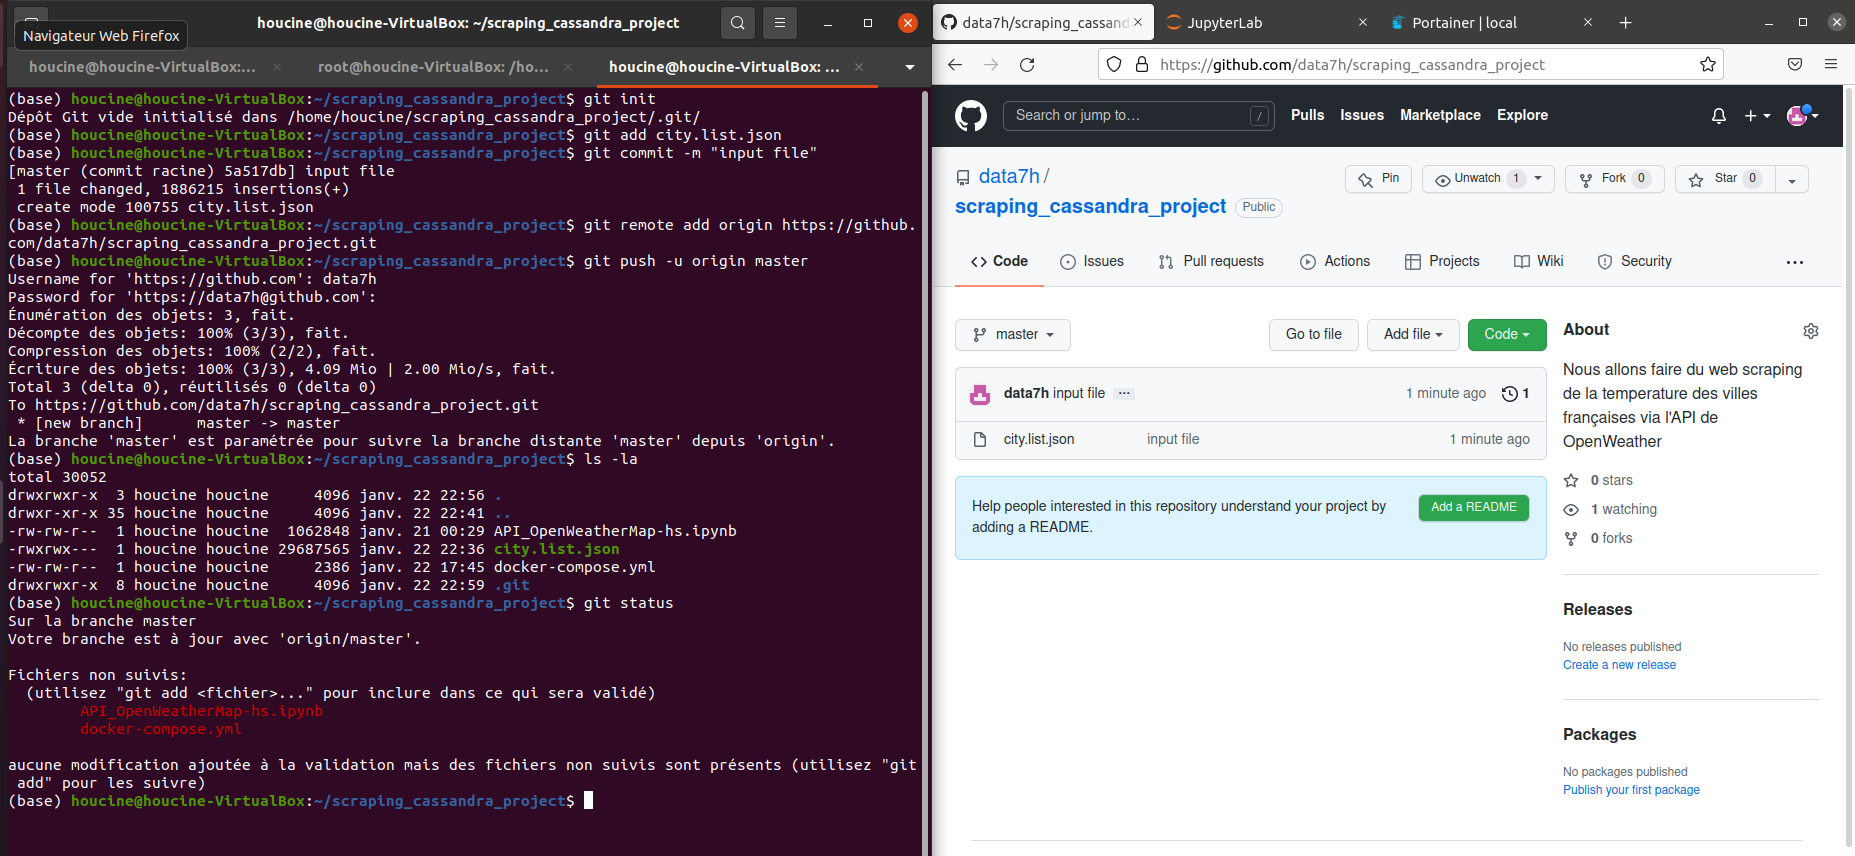 houcine@houcine-VirtualBox: ~/scraping_cassandra_project
Navigateur Web Firefox
houcine@houcine-VirtualBox:...
root@houcine-VirtualBox: /ho...
houcine@houcine-VirtualBox: ...
(base) houcine@houcine-VirtualBox:~/scraping_cassandra_project$ git init
Dépôt Git vide initialisé dans /home/houcine/scraping_cassandra_project/.git/
(base) houcine@houcine-VirtualBox:~/scraping_cassandra_project$ git add city.list.json
(base) houcine@houcine-VirtualBox:~/scraping_cassandra_project$ git commit -m "input file"
[master (commit racine) 5a517db] input file
1 file changed, 1886215 insertions(+)
create mode 100755 city.list.json
(base) houcine@houcine-VirtualBox:~/scraping_cassandra_project$ git remote add origin https://github.
com/data7h/scraping_cassandra_project.git
(base) houcine@houcine-VirtualBox:~/scraping_cassandra_project$ git push -u origin master
Username for 'https://github.com': data7h
Password for 'https://data7h@github.com':
Énumération des objets: 3, fait.
Décompte des objets: 100% (3/3), fait.
Compression des objets: 100% (2/2), fait.
Écriture des objets: 100% (3/3), 4.09 Mio | 2.00 Mio/s, fait.
Total 3 (delta 0), réutilisés 0 (delta 0)
To https://github.com/data7h/scraping_cassandra_project.git
* [new branch]      master -> master
La branche 'master' est paramétrée pour suivre la branche distante 'master' depuis 'origin'.
(base) houcine@houcine-VirtualBox:~/scraping_cassandra_project$ ls -la
total 30052
drwxrwxr-x  3 houcine houcine     4096 janv. 22 22:56 .
drwxr-xr-x 35 houcine houcine     4096 janv. 22 22:41 ..
-rw-rw-r--  1 houcine houcine  1062848 janv. 21 00:29 API_OpenWeatherMap-hs.ipynb
-rwxrwx---  1 houcine houcine 29687565 janv. 22 22:36 city.list.json
-rw-rw-r--  1 houcine houcine     2386 janv. 22 17:45 docker-compose.yml
drwxrwxr-x  8 houcine houcine     4096 janv. 22 22:59 .git
(base) houcine@houcine-VirtualBox:~/scraping_cassandra_project$ git status
Sur la branche master
Votre branche est à jour avec 'origin/master'.
Fichiers non suivis:
(utilisez "git add <fichier>..." pour inclure dans ce qui sera validé)
API_OpenWeatherMap-hs.ipynb
docker-compose.yml
aucune modification ajoutée à la validation mais des fichiers non suivis sont présents (utilisez "git
add" pour les suivre)
(base) houcine@houcine-VirtualBox:~/scraping_cassandra_project$
data7h/scraping_cassand
JupyterLab
Portainer | local
https://github.com/data7h/scraping_cassandra_project
Search or jump to…
/
Pulls
Issues
Marketplace
Explore
data7h /
scraping_cassandra_project
Public
Pin
Unwatch 1
Fork 0
Star 0
Code
Issues
Pull requests
Actions
Projects
Wiki
Security
master
Go to file
Add file
Code
data7h input file
1 minute ago
1
city.list.json
input file
1 minute ago
Help people interested in this repository understand your project by
adding a README.
Add a README
About
Nous allons faire du web scraping
de la temperature des villes
françaises via l'API de
OpenWeather
0 stars
1 watching
0 forks
Releases
No releases published
Create a new release
Packages
No packages published
Publish your first package